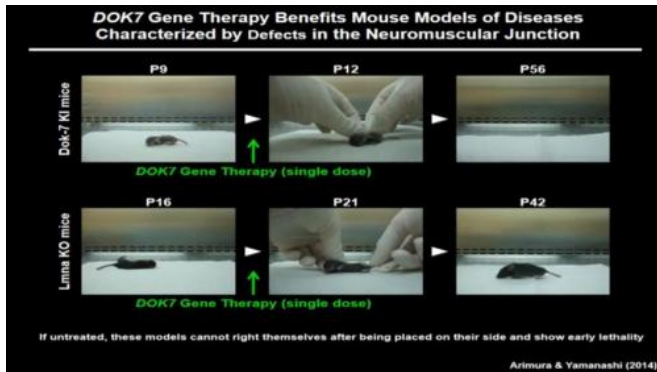 DOK7 Gene Therapy Benefits Mouse Models of Diseases
Characterized by Defects in the Neuromuscular Junction
P9
P12
P56
Dok-7 KI mice
DOK7 Gene Therapy (single dose)
P16
P21
P42
Lmna KO mice
DOK7 Gene Therapy (single dose)
If untreated, these models cannot right themselves after being placed on their side and show early lethality
Arimura & Yamanashi (2014)